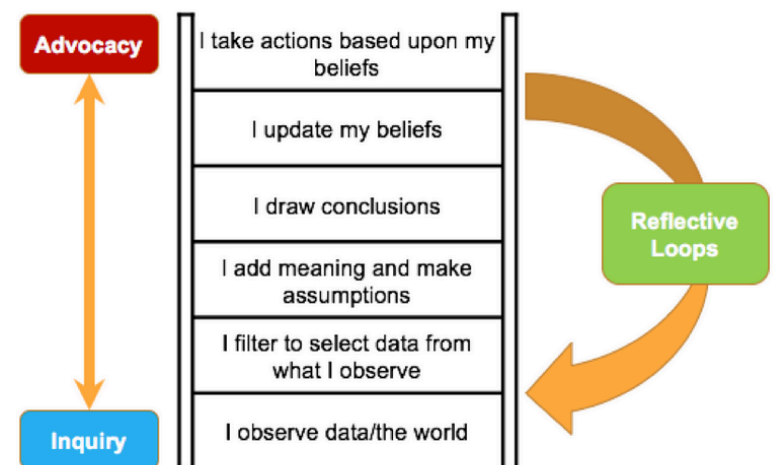 Advocacy
I take actions based upon my
beliefs
I update my beliefs
I draw conclusions
Reflective
Loops
I add meaning and make
assumptions
I filter to select data from
what I observe
I observe data/the world
Inquiry